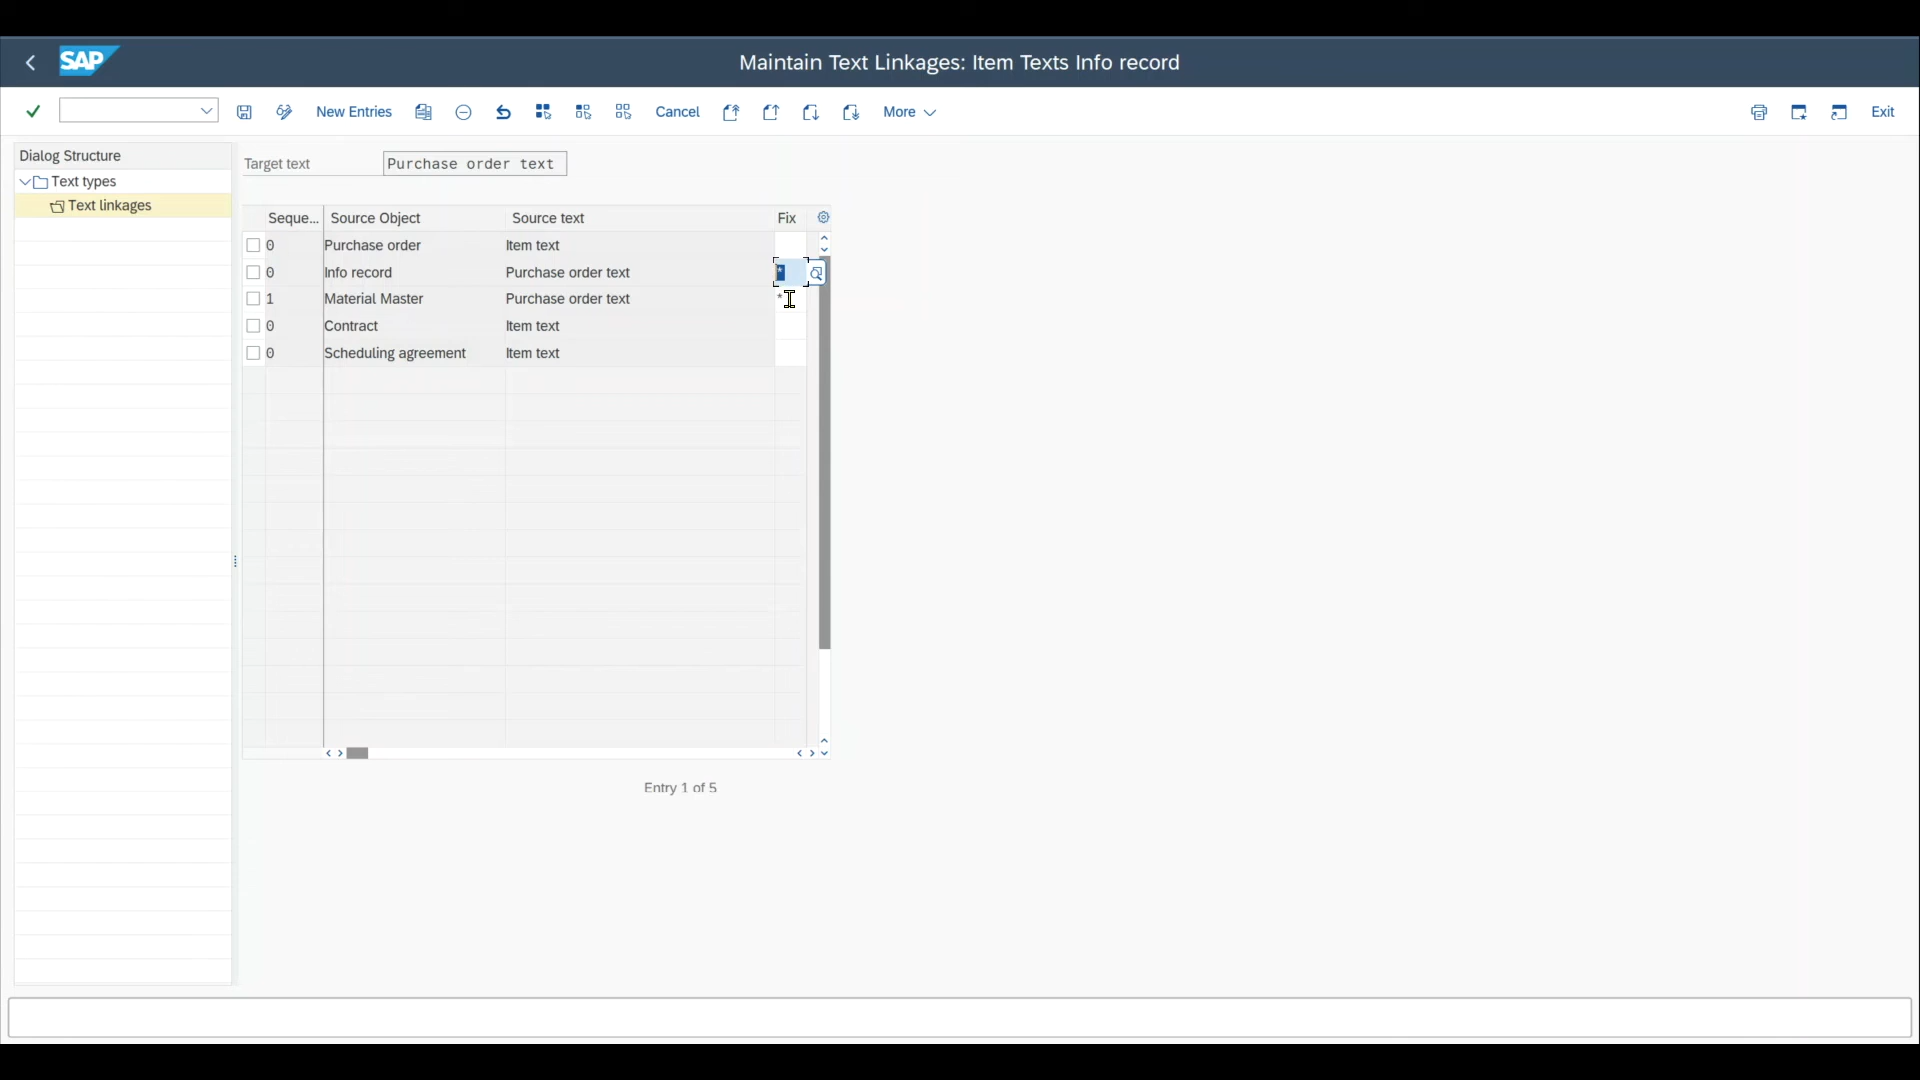 SAP
Maintain Text Linkages: Item Texts Info record
New Entries
Cancel
More
Exit
Dialog Structure
Text types
Text linkages
Target text
Purchase order text
Seque... Source Object Source text Fix
0 Purchase order Item text
0 Info record Purchase order text *
1 Material Master Purchase order text *
0 Contract Item text
0 Scheduling agreement Item text
Entry 1 of 5